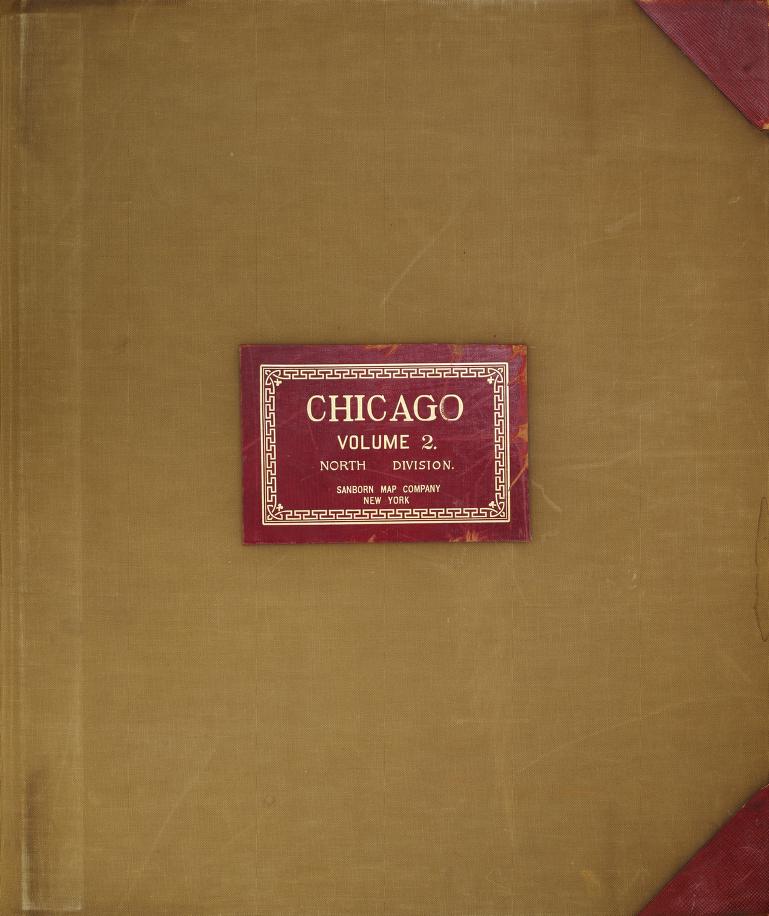 CHICAGO
VOLUME 2.
NORTH DIVISION.
SANBORN MAP COMPANY
NEW YORK